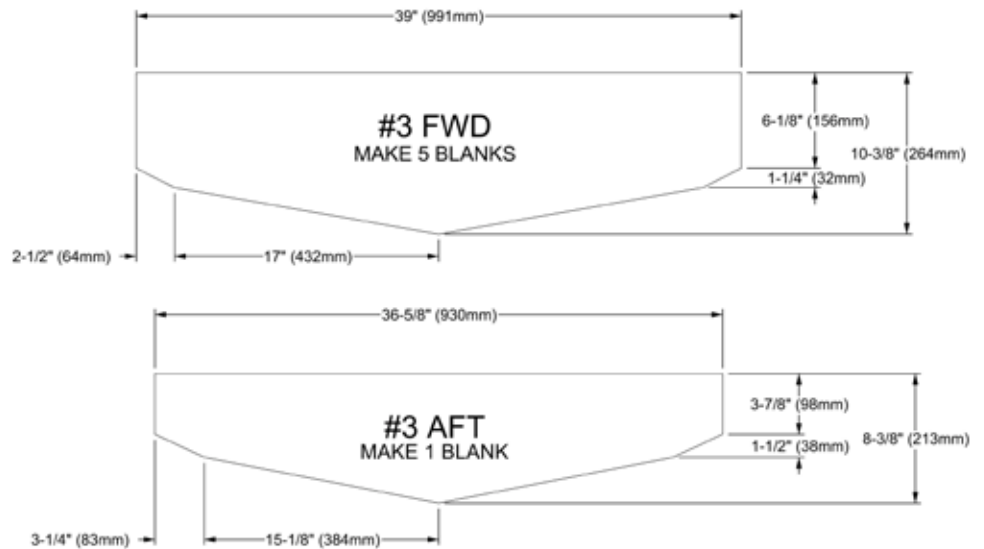 39" (991mm)
#3 FWD
MAKE 5 BLANKS
6-1/8" (156mm)
10-3/8" (264mm)
1-1/4" (32mm)
2-1/2" (64mm)
17" (432mm)
36-5/8" (930mm)
#3 AFT
MAKE 1 BLANK
3-7/8" (98mm)
8-3/8" (213mm)
1-1/2" (38mm)
3-1/4" (83mm)
15-1/8" (384mm)